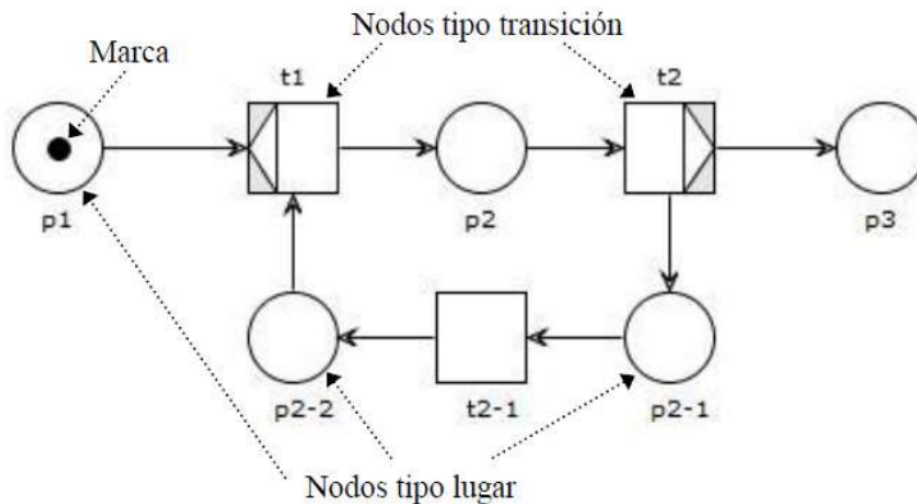 Nodos tipo transición
Marca
t1
t2
p1
p2
p3
p2-2
t2-1
p2-1
Nodos tipo lugar